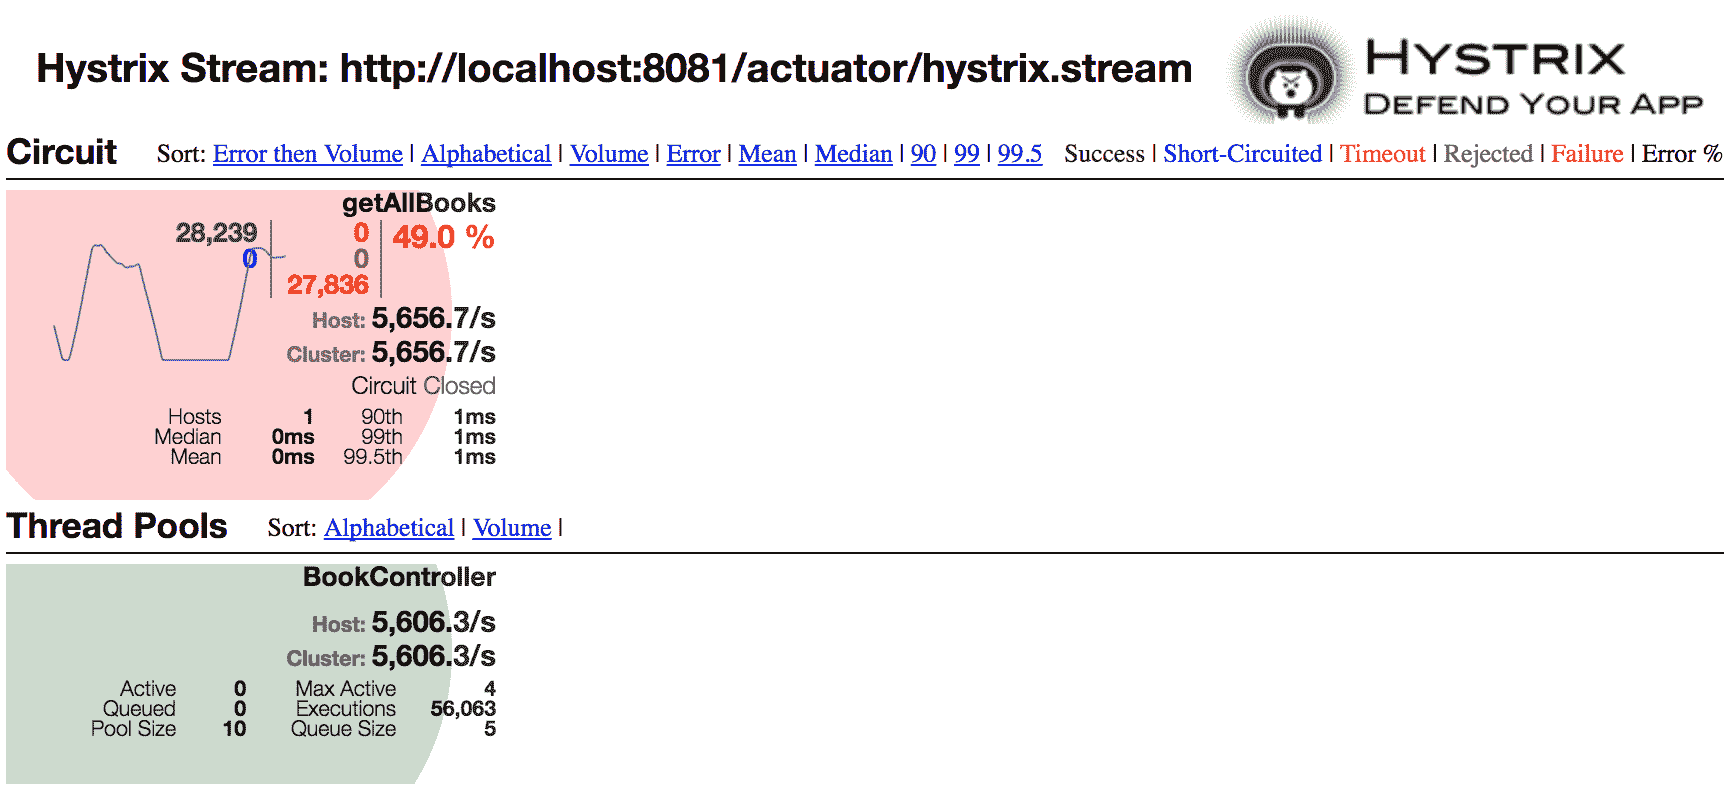 Hystrix Stream: http://localhost:8081/actuator/hystrix.stream
HYSTRIX
DEFEND YOUR APP
Circuit Sort: Error then Volume | Alphabetical | Volume | Error | Mean | Median | 90 | 99 | 99.5 Success | Short-Circuited | Timeout | Rejected | Failure | Error %
getAllBooks
28,239 0 49.0 %
0 0
27,836
Host: 5,656.7/s
Cluster: 5,656.7/s
Circuit Closed
Hosts 1 90th 1ms
Median 0ms 99th 1ms
Mean 0ms 99.5th 1ms
Thread Pools Sort: Alphabetical | Volume |
BookController
Host: 5,606.3/s
Cluster: 5,606.3/s
Active 0 Max Active 4
Queued 0 Executions 56,063
Pool Size 10 Queue Size 5